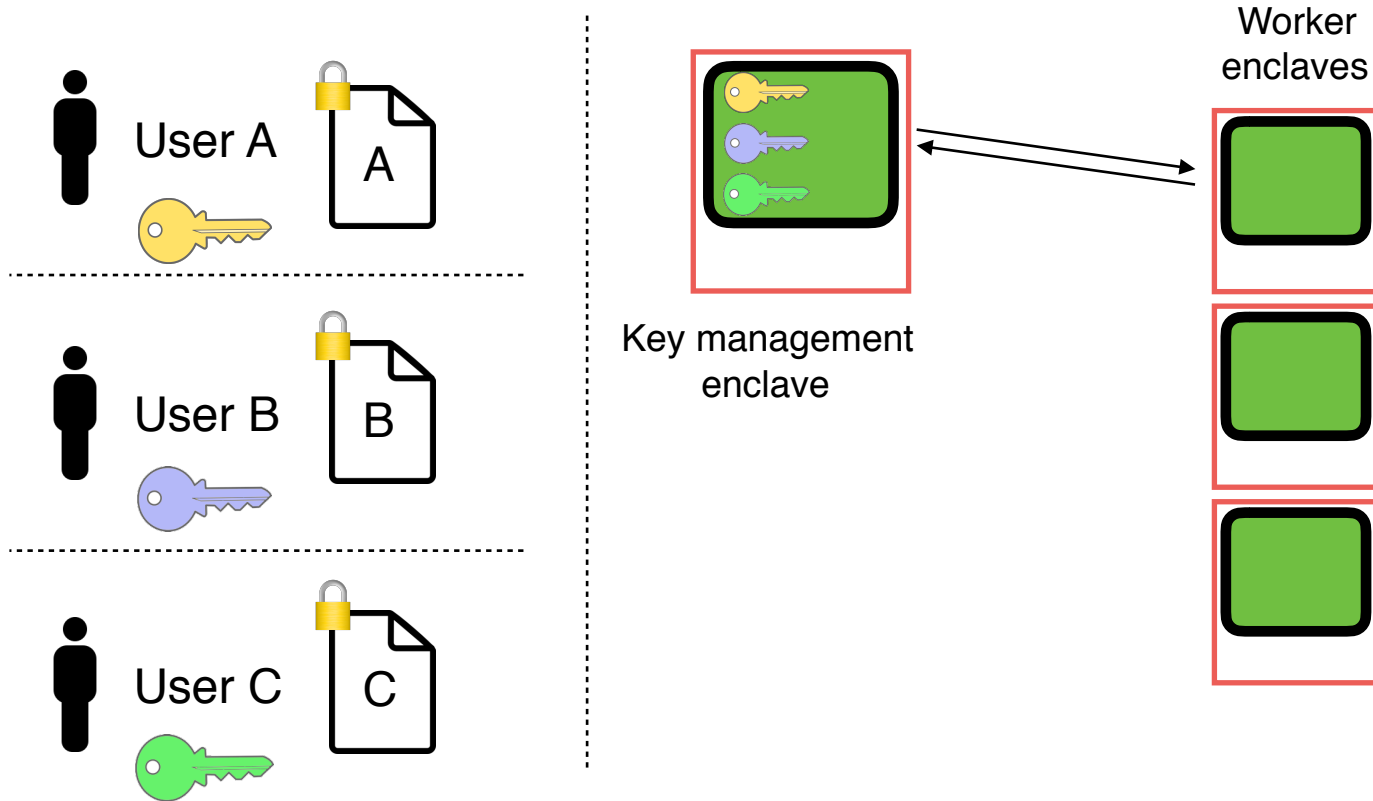 User A
A
User B
B
User C
C
Key management
enclave
Worker
enclaves